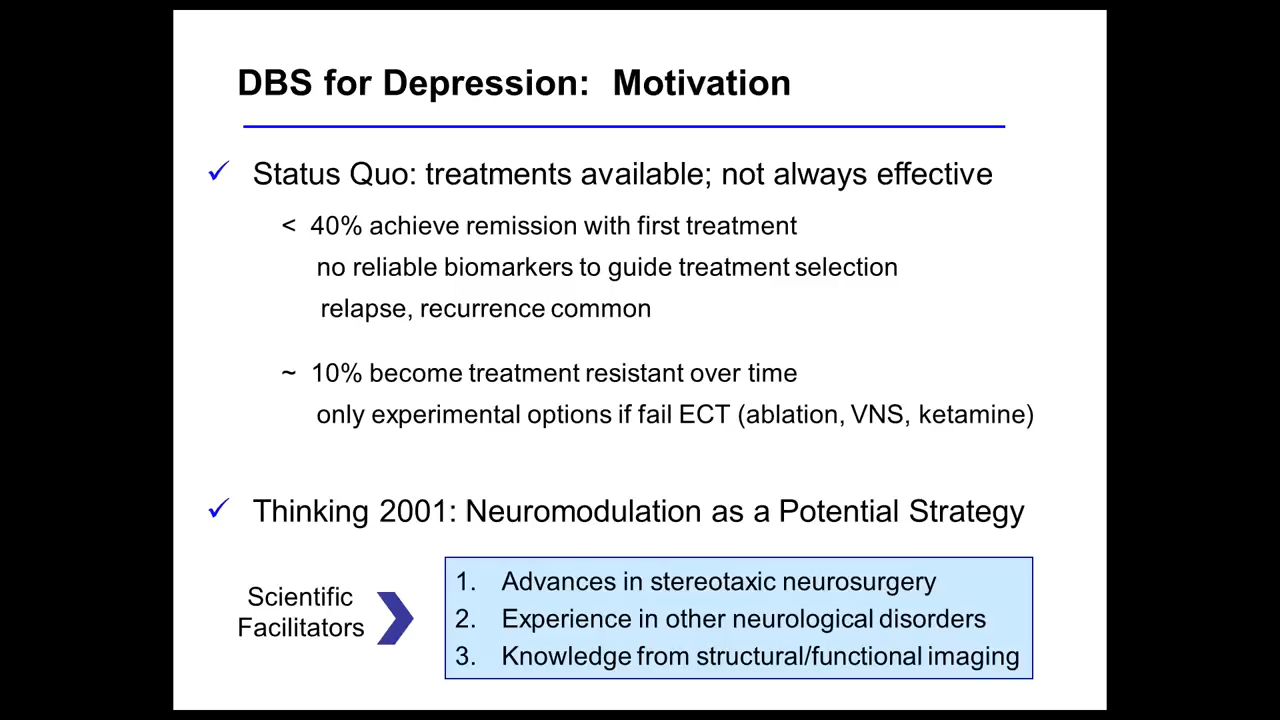 DBS for Depression: Motivation
✓ Status Quo: treatments available; not always effective
< 40% achieve remission with first treatment
no reliable biomarkers to guide treatment selection
relapse, recurrence common
~ 10% become treatment resistant over time
only experimental options if fail ECT (ablation, VNS, ketamine)
✓ Thinking 2001: Neuromodulation as a Potential Strategy
Scientific
Facilitators
1. Advances in stereotaxic neurosurgery
2. Experience in other neurological disorders
3. Knowledge from structural/functional imaging